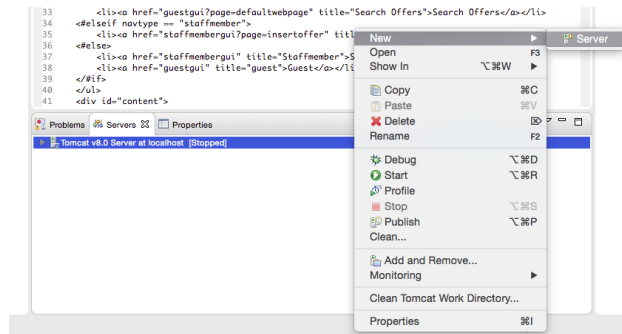 33 <li><a href="guestgui?page=defaultwebpage" title="Search Offers">Search Offers</a></li>
34 <#elseif navtype == "staffmember">
35 <li><a href="guestgui?page=insertoffer" titl
36 <#else>
37 <li><a href="staffmembergui" title="Staffmember">S
38 <li><a href="guestgui" title="guest">Guest</a></li
39 </#if>
40 </ul>
41 <div id="content">
Problems Servers Properties
Tomcat v8.0 Server at localhost [Stopped]
New ▶
Server
Open F3
Show In ⌥⌘W ▶
Copy ⌘C
Paste ⌘V
Delete ⌦
Rename F2
Debug ⌥⌘D
Start ⌥⌘R
Profile
Stop ⌥⌘S
Publish ⌥⌘P
Clean...
Add and Remove...
Monitoring ▶
Clean Tomcat Work Directory...
Properties ⌘I